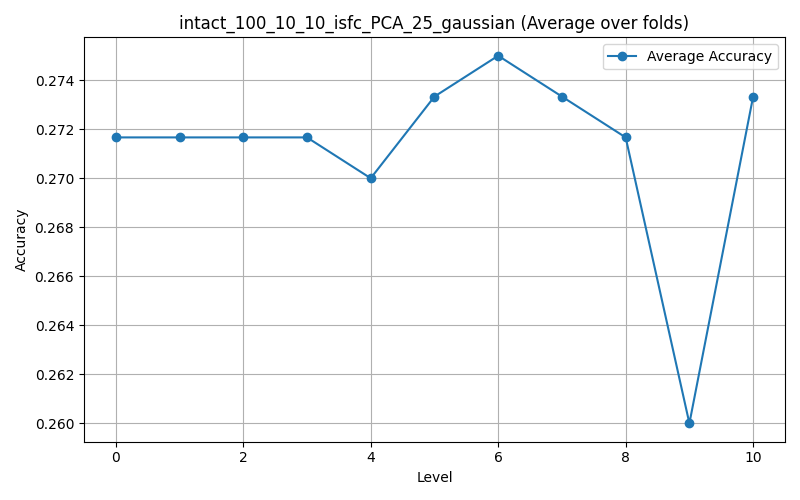 intact_100_10_10_isfc_PCA_25_gaussian (Average over folds)
Average Accuracy
0.274
0.272
0.270
0.268
0.266
0.264
0.262
0.260
Accuracy
0 2 4 6 8 10
Level